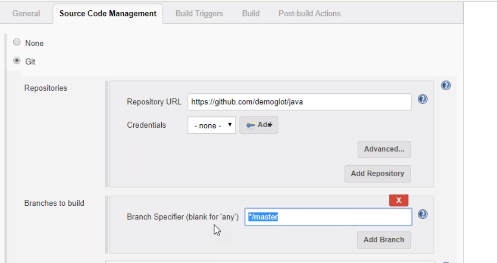 General Source Code Management Build Triggers Build Post-build Actions
None
Git
Repositories
Repository URL https://github.com/demoglot/java
Credentials - none - Add
Advanced...
Add Repository
X
Branches to build
Branch Specifier (blank for 'any') */master
Add Branch